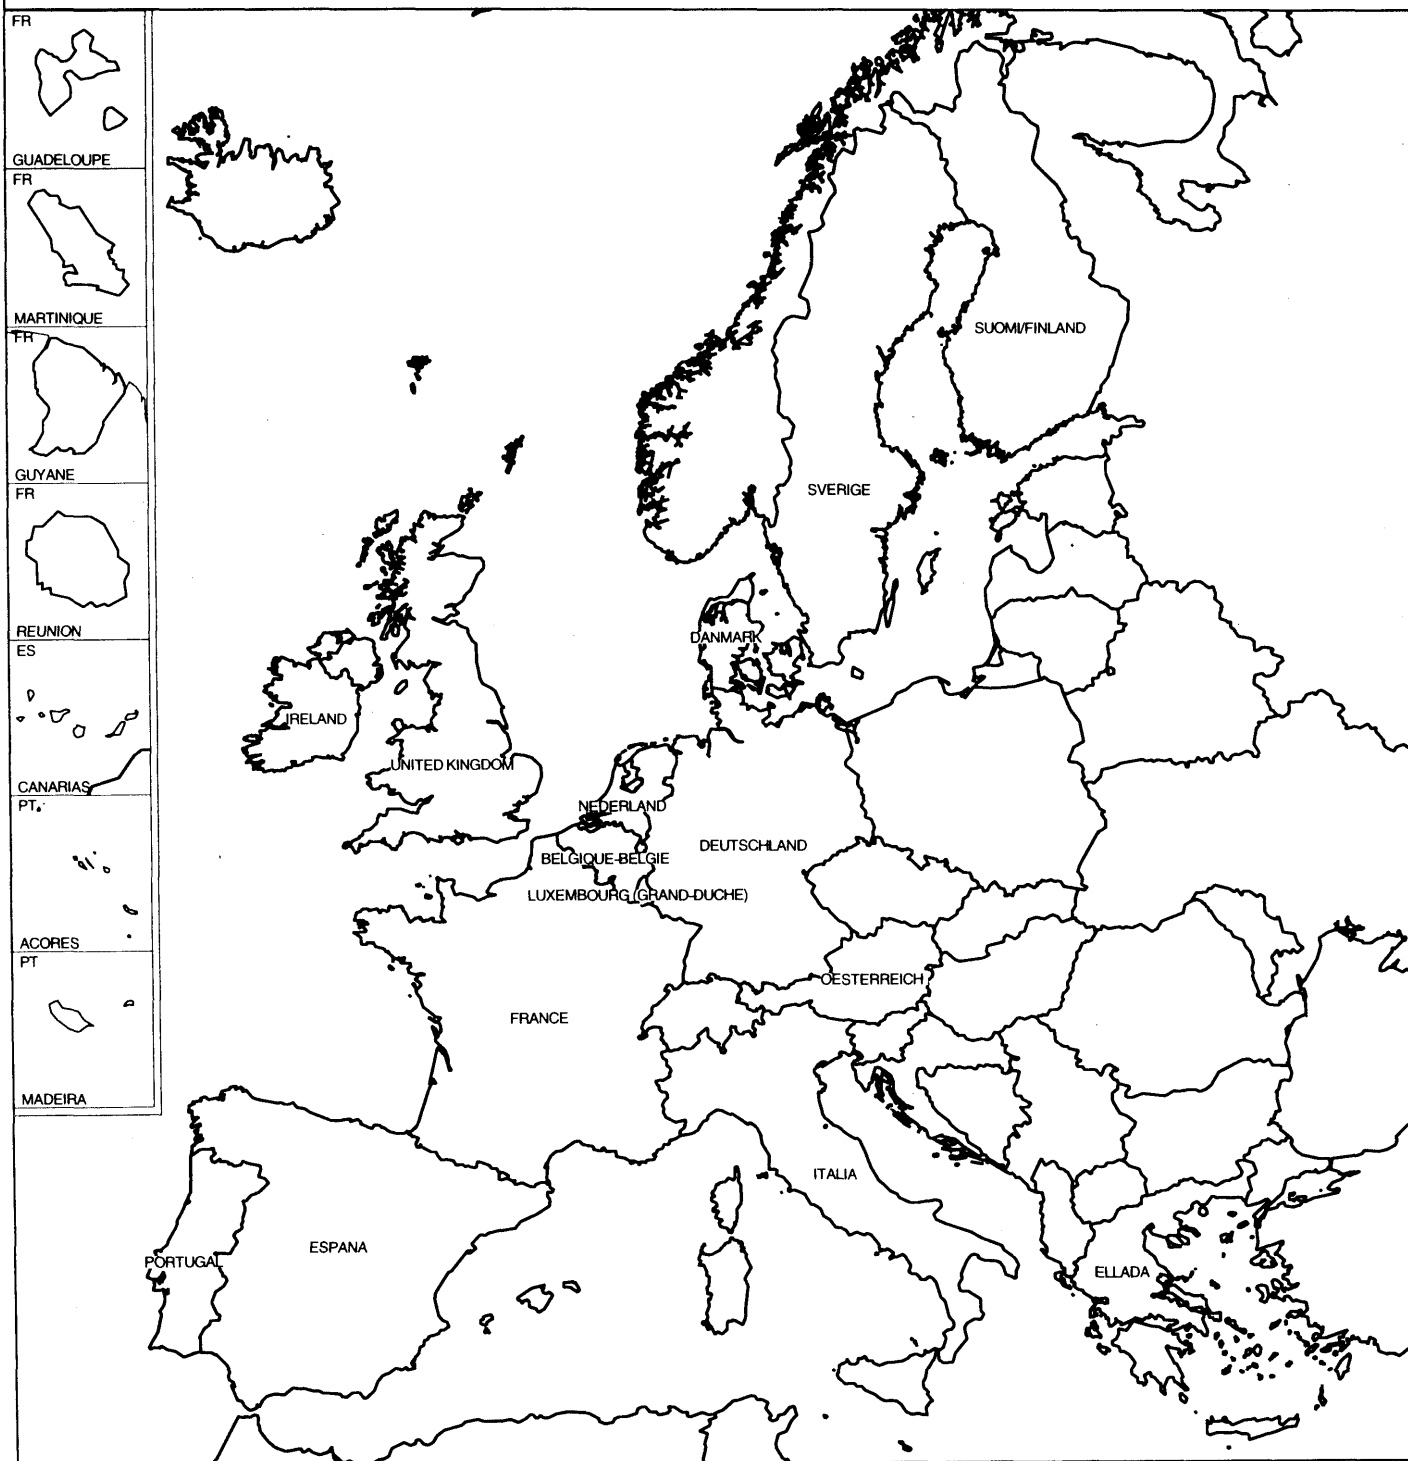 FR
GUADELOUPE
FR
MARTINIQUE
FR
GUYANE
FR
REUNION
ES
CANARIAS
PT
ACORES
PT
MADEIRA
SUOMI/FINLAND
SVERIGE
DANMARK
IRELAND
UNITED KINGDOM
NEDERLAND
DEUTSCHLAND
BELGIQUE-BELGIE
LUXEMBOURG (GRAND-DUCHE)
OESTERREICH
FRANCE
ITALIA
ESPANA
PORTUGAL
ELLADA